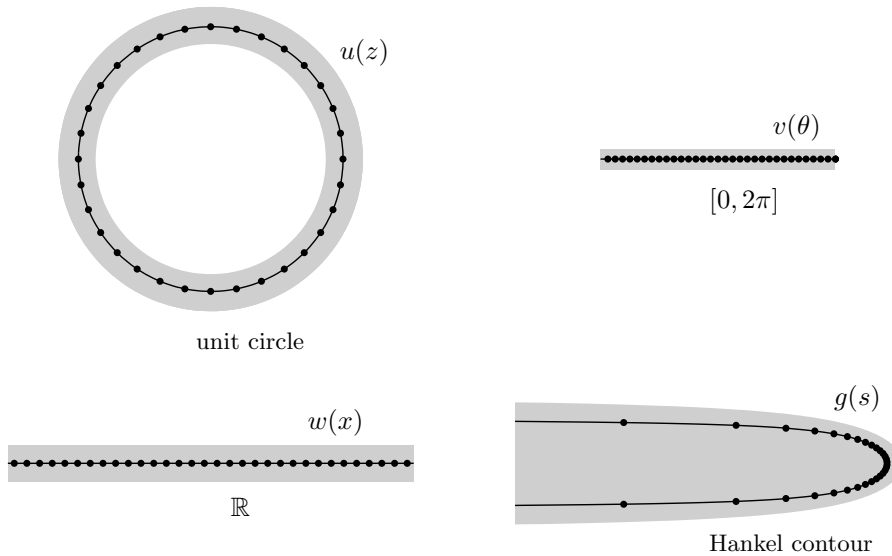 u(z)
v(θ)
[0, 2π]
unit circle
w(x)
g(s)
ℝ
Hankel contour